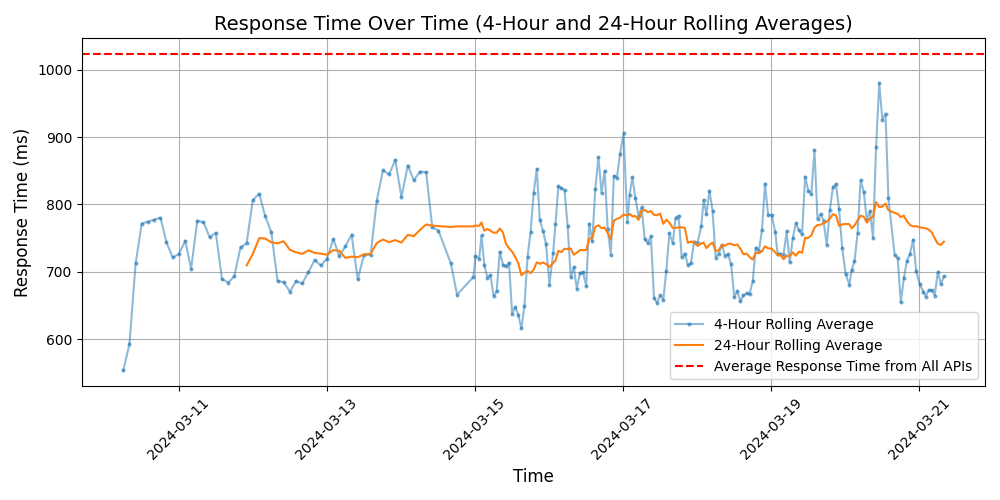 Response Time Over Time (4-Hour and 24-Hour Rolling Averages)
Response Time (ms)
1000
900
800
700
600
4-Hour Rolling Average
24-Hour Rolling Average
Average Response Time from All APIs
2024-03-11
2024-03-13
2024-03-15
2024-03-17
2024-03-19
2024-03-21
Time